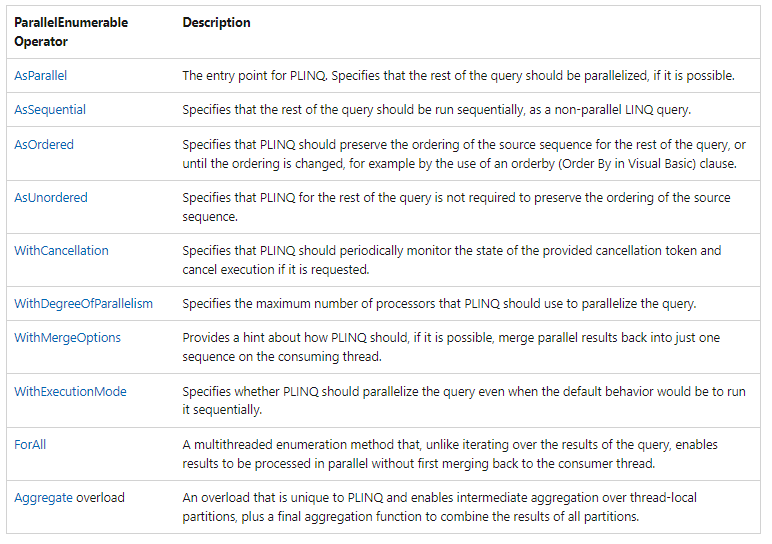 ParallelEnumerable Description
Operator
AsParallel The entry point for PLINQ. Specifies that the rest of the query should be parallelized, if it is possible.
AsSequential Specifies that the rest of the query should be run sequentially, as a non-parallel LINQ query.
AsOrdered Specifies that PLINQ should preserve the ordering of the source sequence for the rest of the query, or
until the ordering is changed, for example by the use of an orderby (Order By in Visual Basic) clause.
AsUnordered Specifies that PLINQ for the rest of the query is not required to preserve the ordering of the source
sequence.
WithCancellation Specifies that PLINQ should periodically monitor the state of the provided cancellation token and
cancel execution if it is requested.
WithDegreeOfParallelism Specifies the maximum number of processors that PLINQ should use to parallelize the query.
WithMergeOptions Provides a hint about how PLINQ should, if it is possible, merge parallel results back into just one
sequence on the consuming thread.
WithExecutionMode Specifies whether PLINQ should parallelize the query even when the default behavior would be to run
it sequentially.
ForAll A multithreaded enumeration method that, unlike iterating over the results of the query, enables
results to be processed in parallel without first merging back to the consumer thread.
Aggregate overload An overload that is unique to PLINQ and enables intermediate aggregation over thread-local
partitions, plus a final aggregation function to combine the results of all partitions.